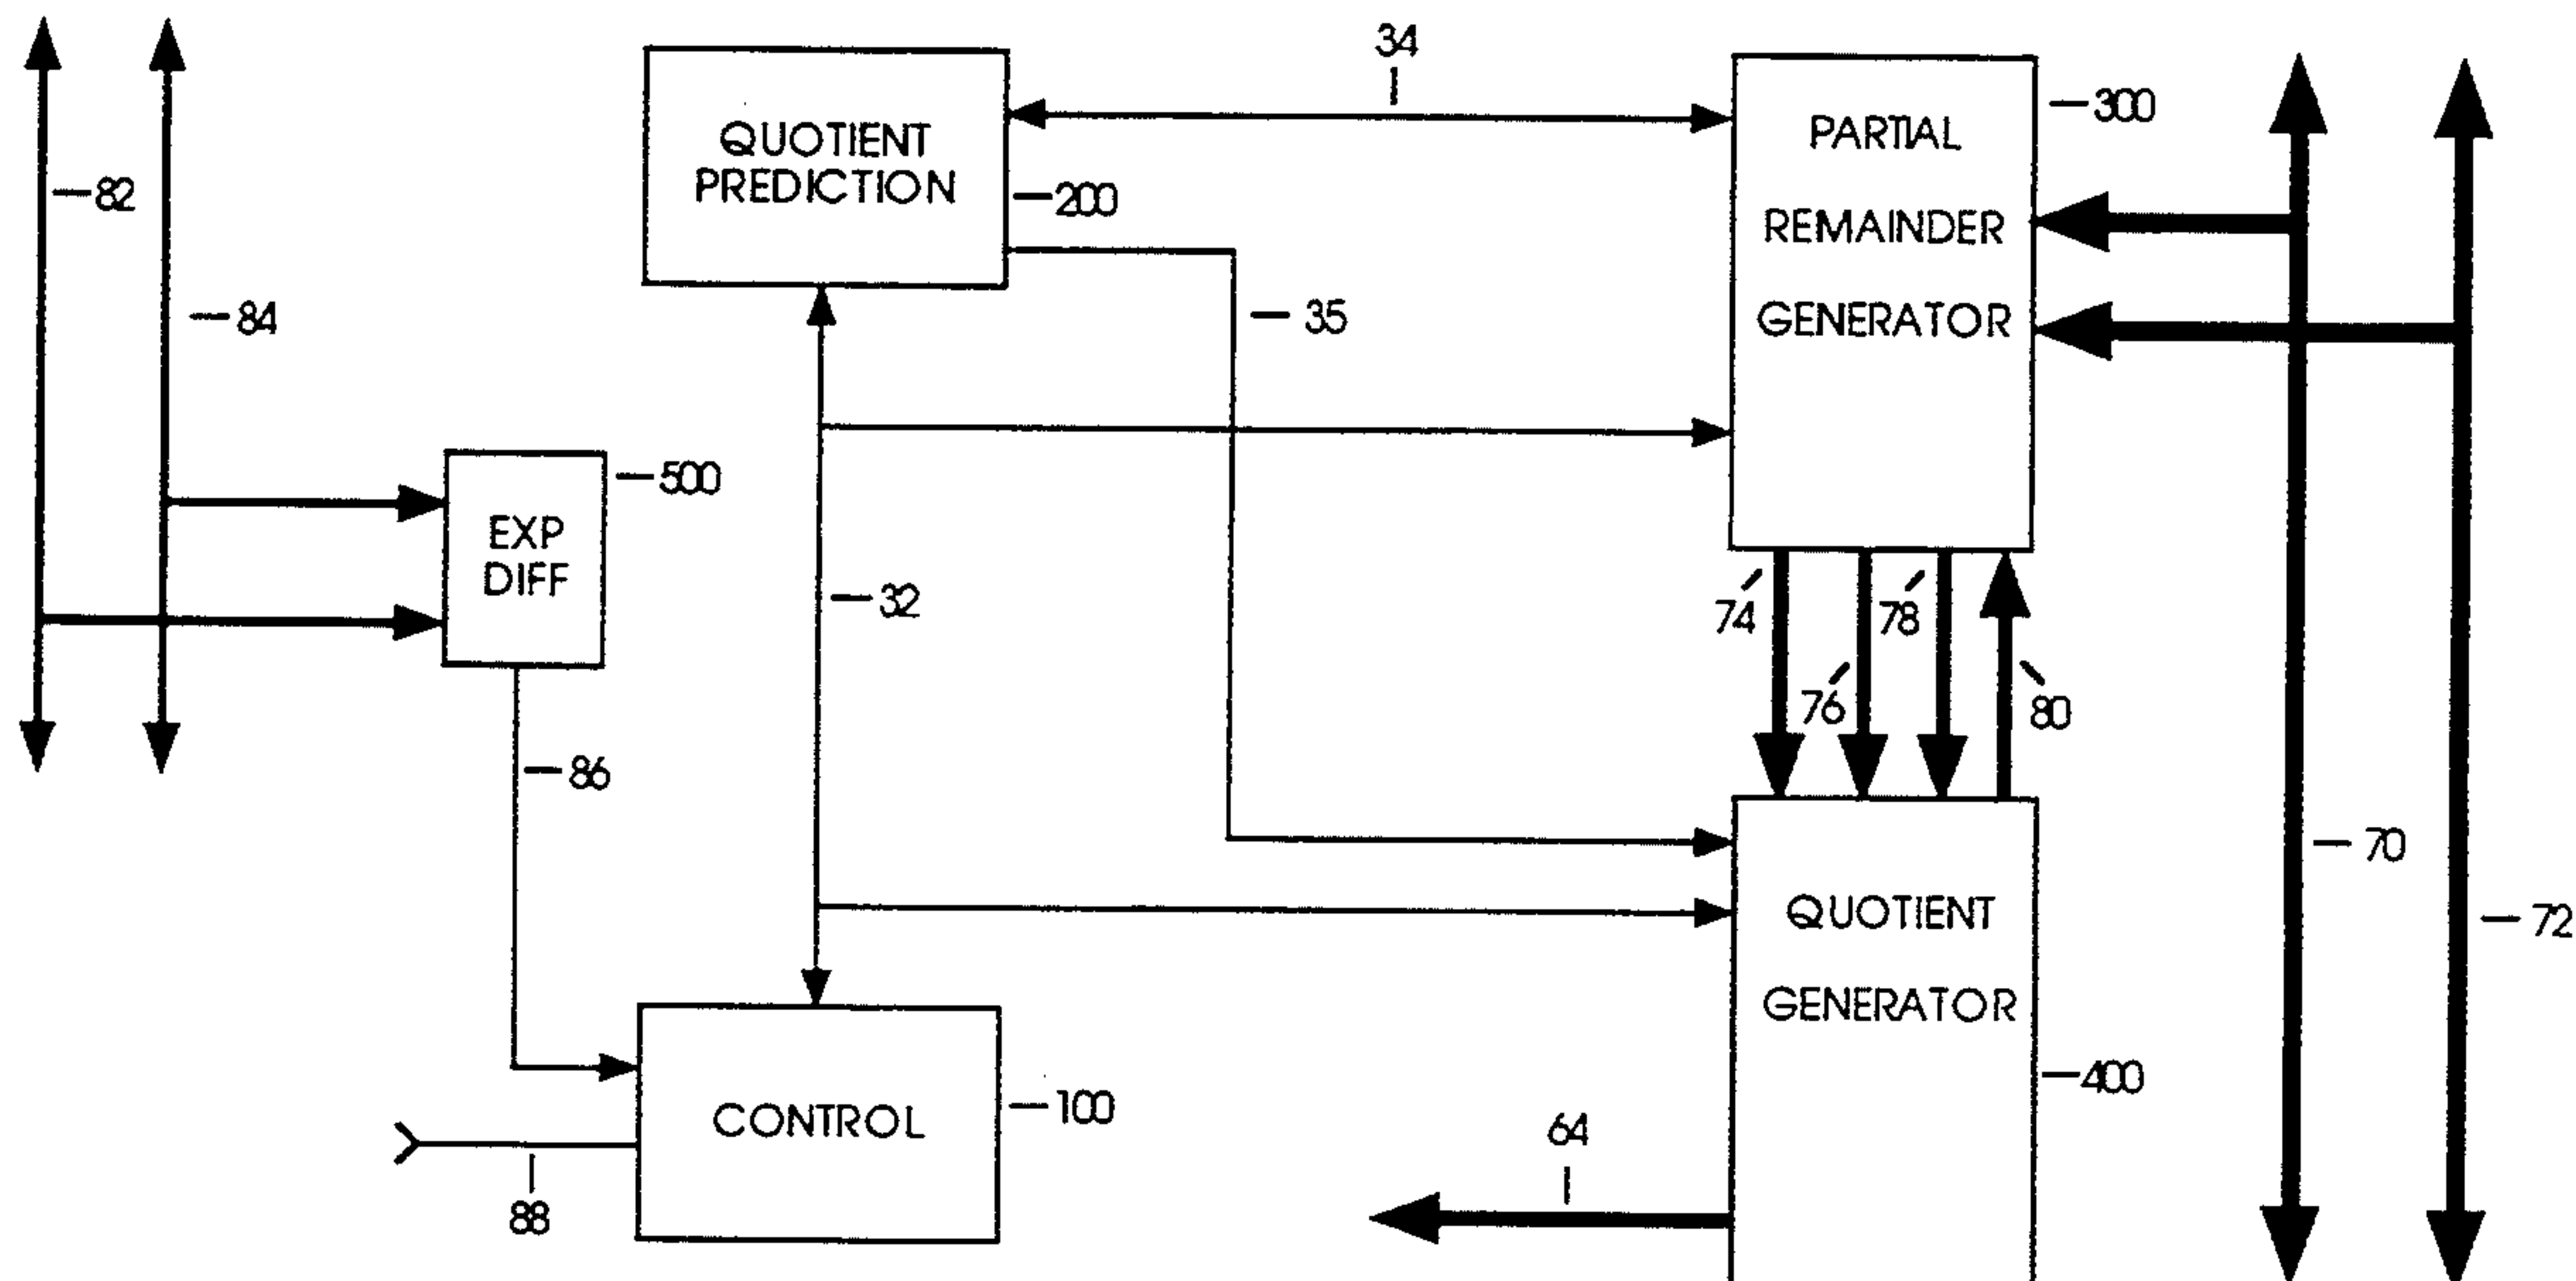 34
300
QUOTIENT
PREDICTION
200
PARTIAL
REMAINDER
GENERATOR
82
84
35
500
EXP
DIFF
32
74
76
78
80
86
70
72
QUOTIENT
GENERATOR
400
CONTROL
100
88
64